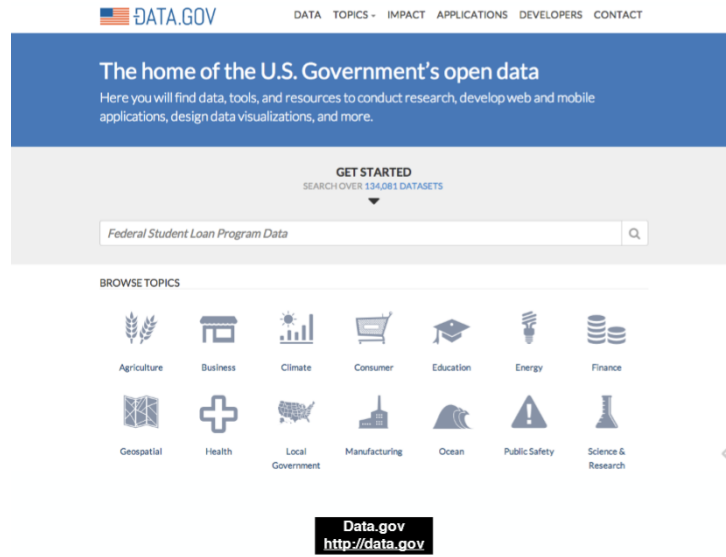 DATA.GOV
DATA TOPICS IMPACT APPLICATIONS DEVELOPERS CONTACT
The home of the U.S. Government's open data
Here you will find data, tools, and resources to conduct research, develop web and mobile
applications, design data visualizations, and more.
GET STARTED
SEARCH OVER 134,081 DATASETS
Federal Student Loan Program Data
BROWSE TOPICS
Agriculture Business Climate Consumer Education Energy Finance
Geospatial Health Local Government Manufacturing Ocean Public Safety Science & Research
Data.gov
http://data.gov